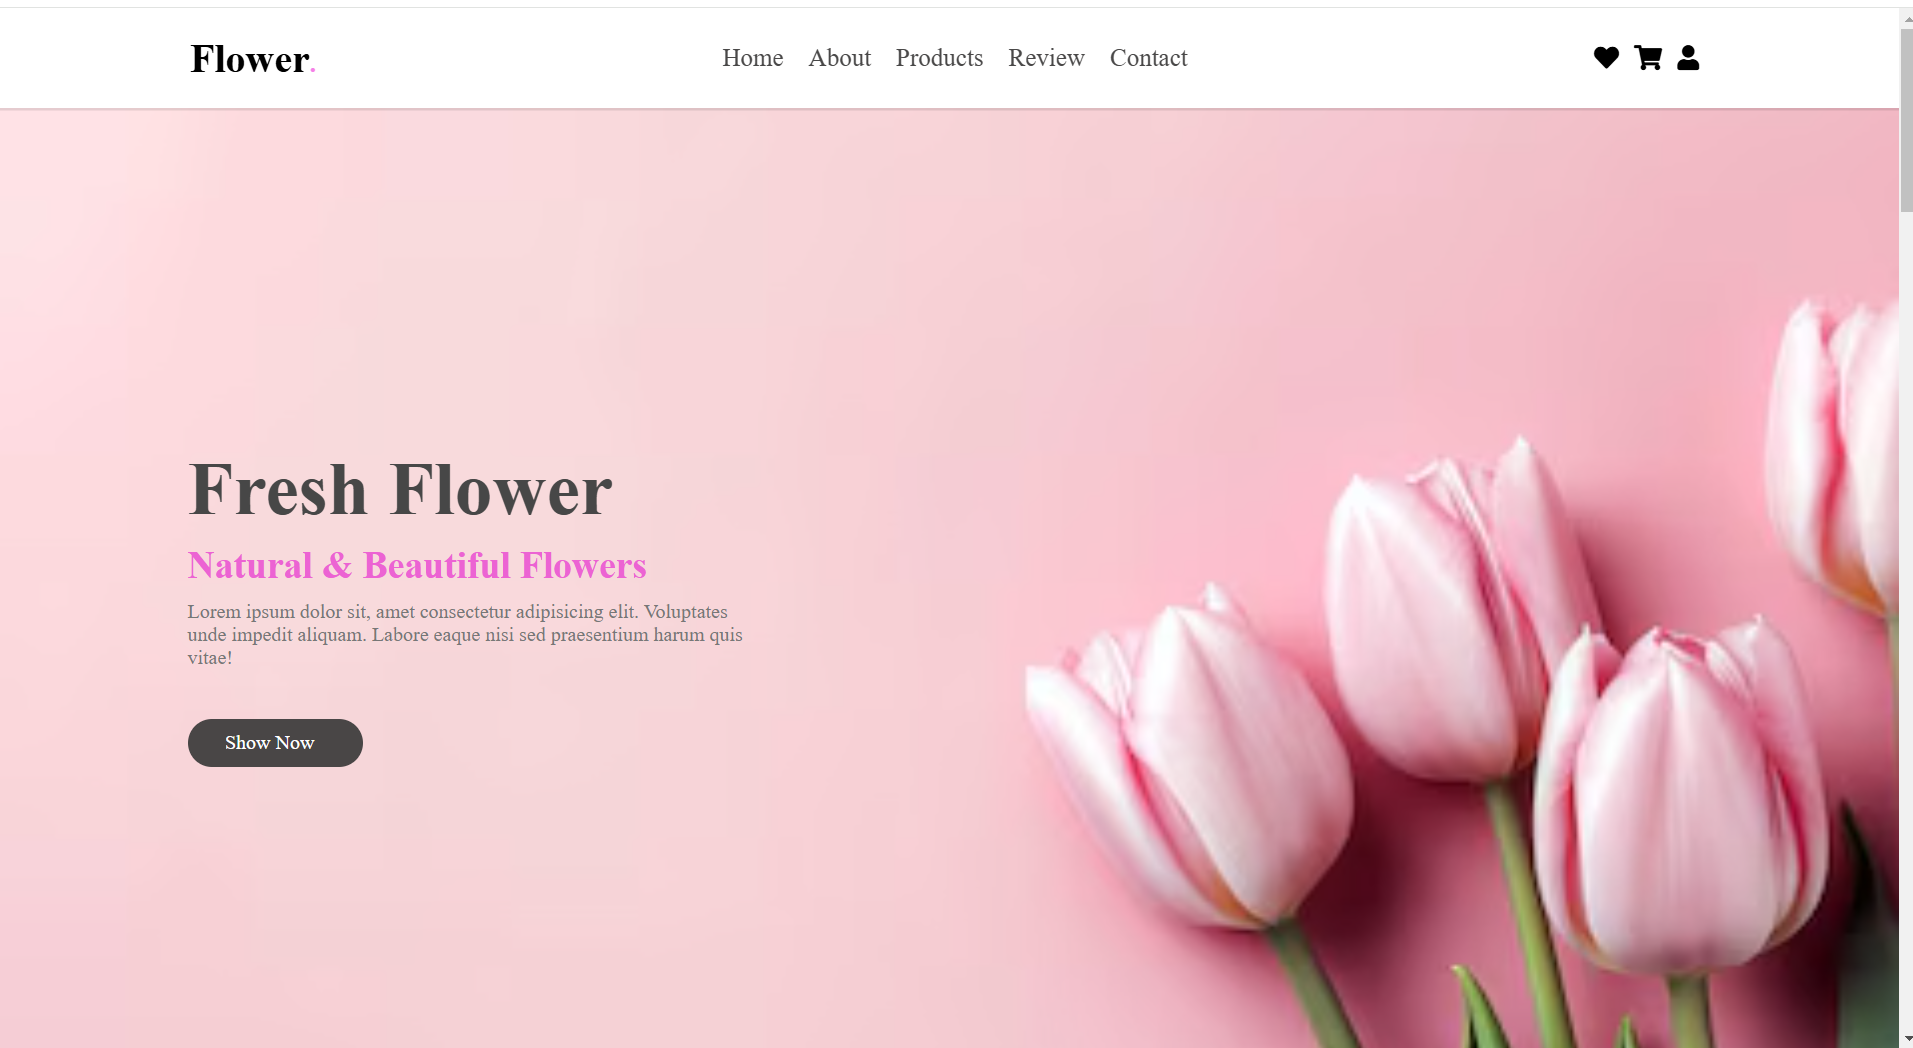 Flower.
Home About Products Review Contact
Fresh Flower
Natural & Beautiful Flowers
Lorem ipsum dolor sit, amet consectetur adipisicing elit. Voluptates
unde impedit aliquam. Labore eaque nisi sed praesentium harum quis
vitae!
Show Now